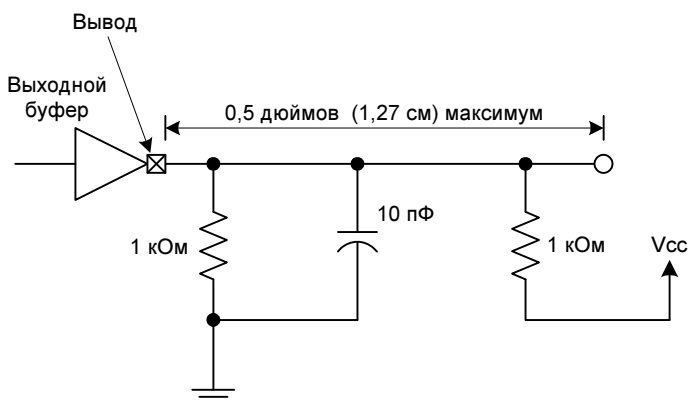 Вывод
Выходной
буфер
0,5 дюймов (1,27 см) максимум
10 пФ
1 кОм
1 кОм
Vcc